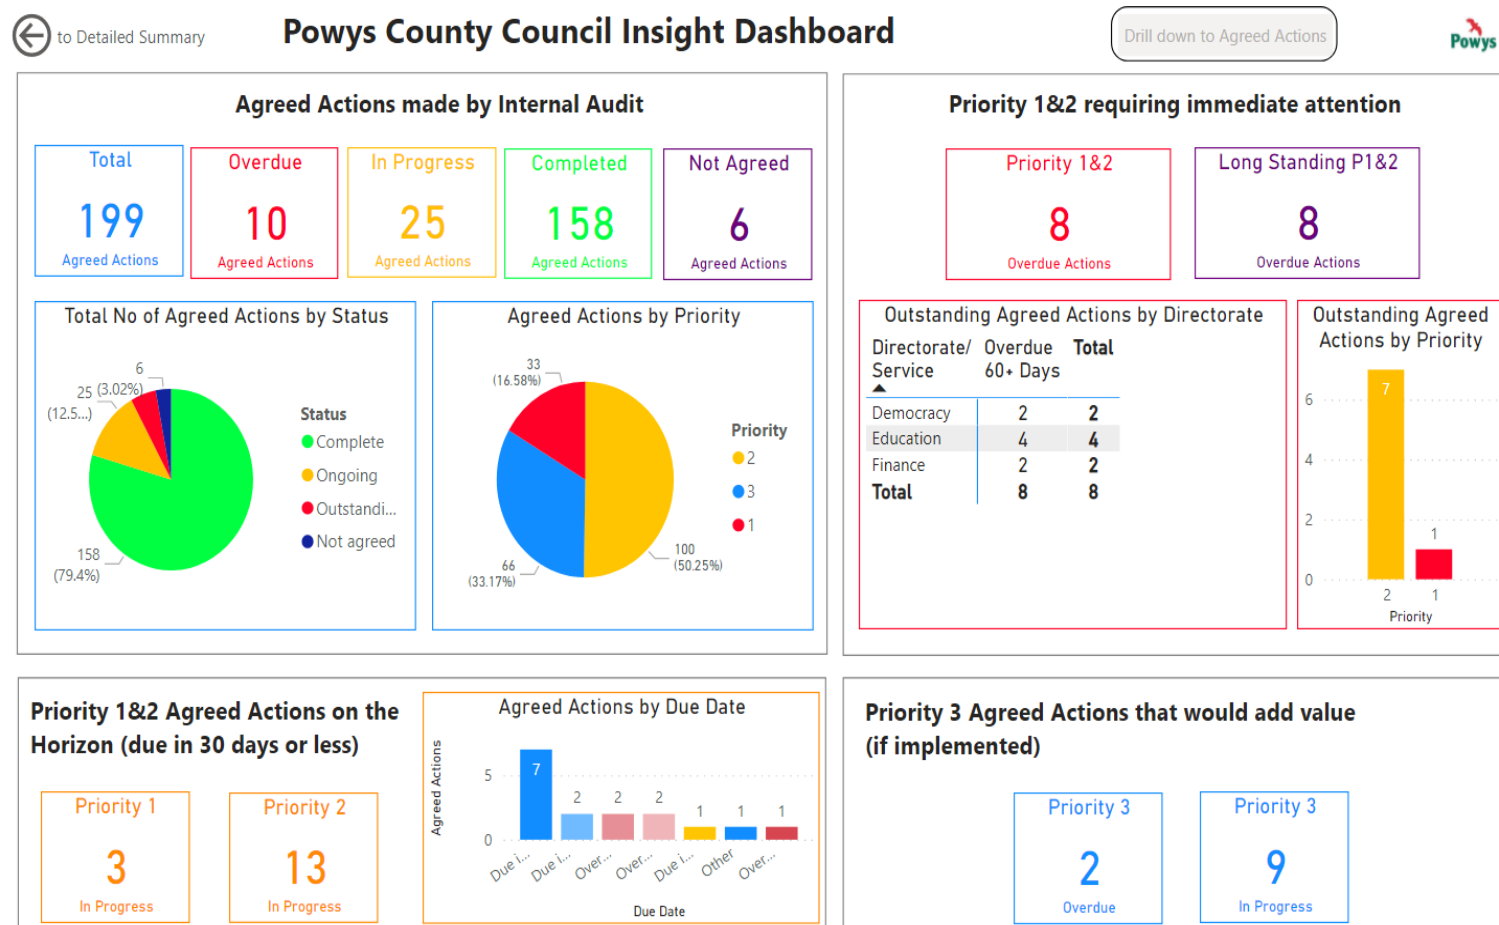 to Detailed Summary
Powys County Council Insight Dashboard
Drill down to Agreed Actions
Powys
Agreed Actions made by Internal Audit
Total
199
Agreed Actions
Overdue
10
Agreed Actions
In Progress
25
Agreed Actions
Completed
158
Agreed Actions
Not Agreed
6
Agreed Actions
Total No of Agreed Actions by Status
6
(3.02%)
25
(12.5...)
158
(79.4%)
Status
Complete
Ongoing
Outstandi...
Not agreed
Agreed Actions by Priority
33
(16.58%)
66
(33.17%)
100
(50.25%)
Priority
2
3
1
Priority 1&2 requiring immediate attention
Priority 1&2
8
Overdue Actions
Long Standing P1&2
8
Overdue Actions
Outstanding Agreed Actions by Directorate
Directorate/ Overdue Total
Service 60+ Days
Democracy 2 2
Education 4 4
Finance 2 2
Total 8 8
Outstanding Agreed
Actions by Priority
6
4
2
0
7
1
2 1
Priority
Priority 1&2 Agreed Actions on the
Horizon (due in 30 days or less)
Priority 1
3
In Progress
Priority 2
13
In Progress
Agreed Actions by Due Date
Agreed Actions
5
0
7 2 2 2 1 1 1
Due i... Due i... Over... Over... Due i... Other Over...
Due Date
Priority 3 Agreed Actions that would add value
(if implemented)
Priority 3
2
Overdue
Priority 3
9
In Progress